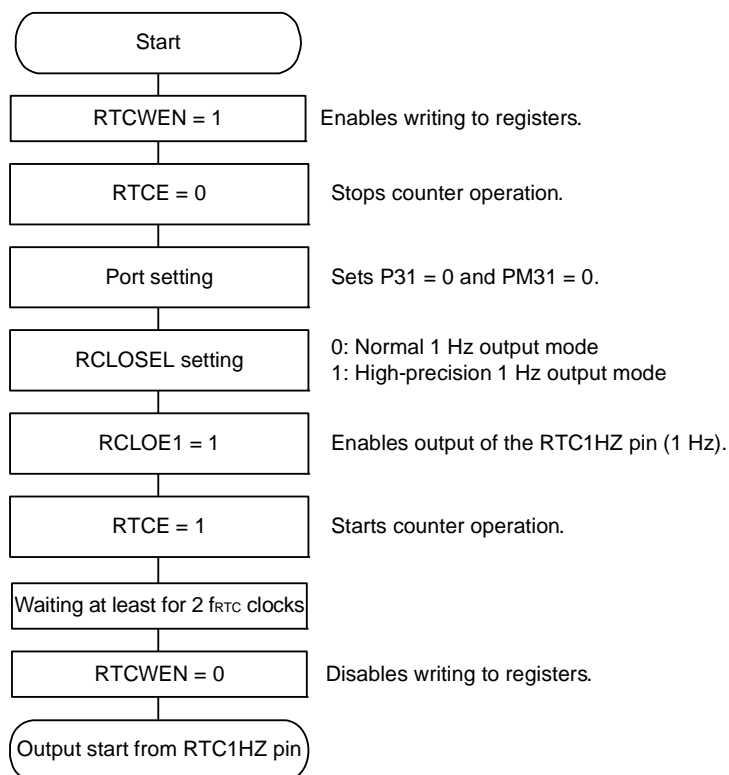 Start
RTCWEN = 1
Enables writing to registers.
RTCE = 0
Stops counter operation.
Port setting
Sets P31 = 0 and PM31 = 0.
RCLOSEL setting
0: Normal 1 Hz output mode
1: High-precision 1 Hz output mode
RCLOE1 = 1
Enables output of the RTC1HZ pin (1 Hz).
RTCE = 1
Starts counter operation.
Waiting at least for 2 fRTC clocks
RTCWEN = 0
Disables writing to registers.
Output start from RTC1HZ pin